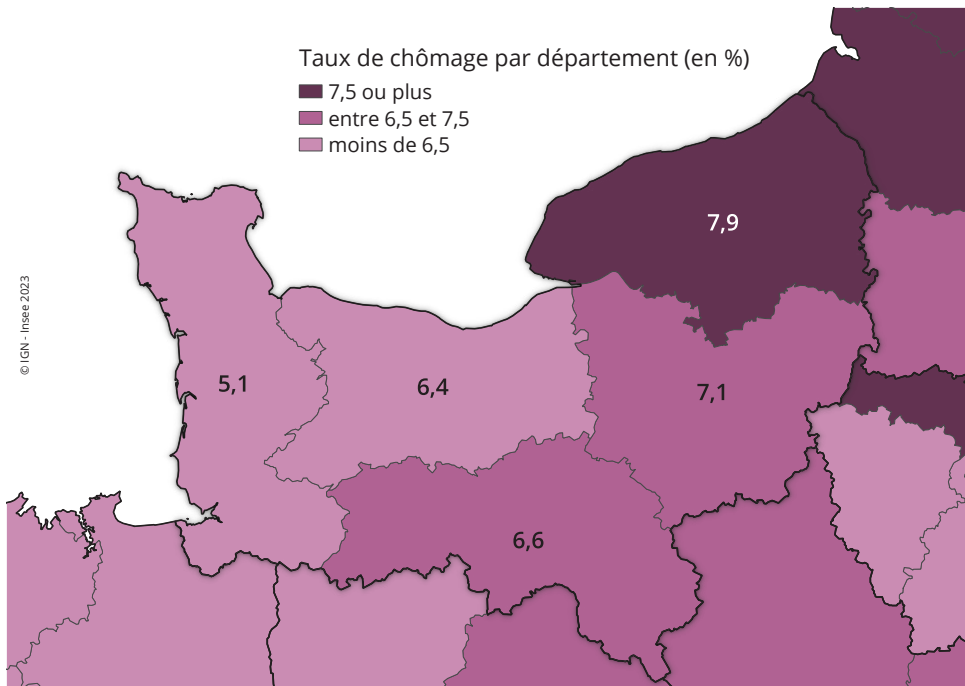 Taux de chômage par département (en %)
7,5 ou plus
entre 6,5 et 7,5
moins de 6,5
7,9
5,1
6,4
7,1
6,6
© IGN - Insee 2023